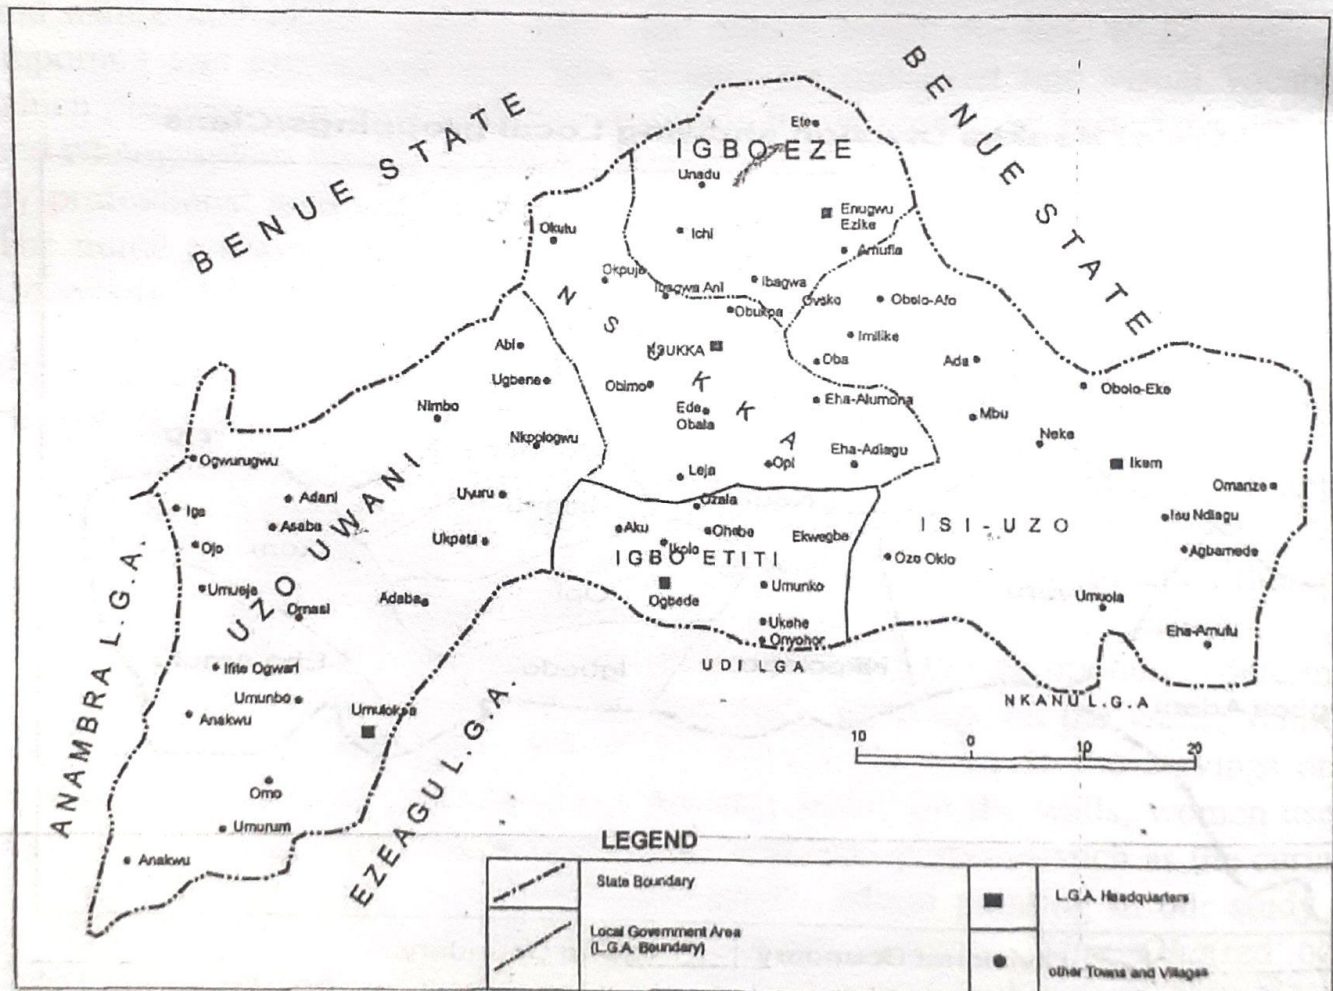 BENUE STATE
BENUE STATE
Ete
IGBO EZE
Unadu
Enugwu
Ezike
Okutu
Ichi
Amufia
Okpuje
Ibagwa Ani
Ibagwa
Obukpa
Obolo-Afo
NSUKKA
Imilike
Abi
NSUKKA
Oba
Ada
Ugbene
Obimo
Obolo-Eke
Nimbo
Ede
Obala
Eha-Alumona
Mbu
Nkpologwu
Neke
Ogwurugwu
Opi
Eha-Adiagu
Ikem
Leja
Omanze
Adani
Uvuru
Ozala
Iga
Isu Ndiagu
Asaba
UZO UWANI
Aku
Ohebe
Ekwegbe
ISI-UZO
Ojo
Ukpata
Ikolo
Agbamede
IGBO ETITI
Ozo Okio
Umueje
Ogbede
Umunko
Adaba
Omasi
Umuola
Ukehe
Eha-Amufu
Onyohor
ANAMBRA L.G.A.
Ifite Ogwari
UDI LGA
Umunbo
NKANU L.G.A
Anakwu
EZEAGU L.G.A.
10 0 10 20
Omo
Umurum
Anakwu
LEGEND
State Boundary
L.G.A. Headquarters
Local Government Area
(L.G.A. Boundary)
other Towns and Villages